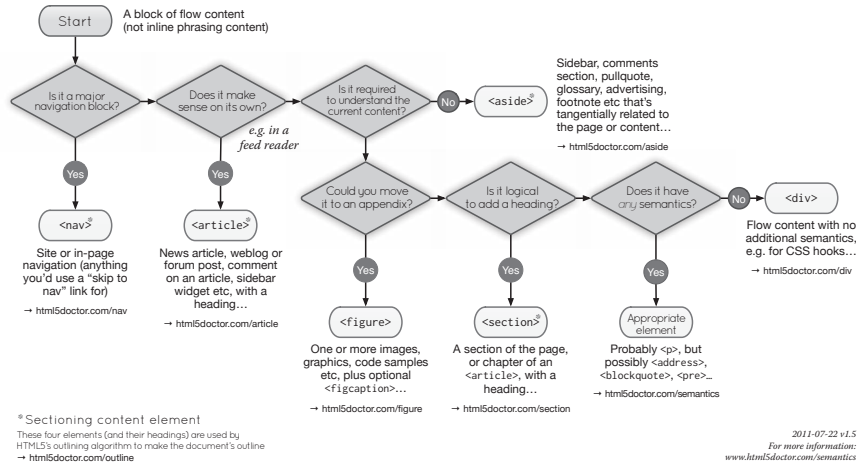 Start
A block of flow content
(not inline phrasing content)
Is it a major
navigation block?
Does it make
sense on its own?
e.g. in a
feed reader
Is it required
to understand the
current content?
No
<aside>*
Sidebar, comments
section, pullquote,
glossary, advertising,
footnote etc that's
tangentially related to
the page or content…
→ html5doctor.com/aside
Yes
<nav>*
Site or in-page
navigation (anything
you'd use a “skip to
nav” link for)
→ html5doctor.com/nav
Yes
<article>*
News article, weblog or
forum post, comment
on an article, sidebar
widget etc, with a
heading…
→ html5doctor.com/article
Could you move
it to an appendix?
Is it logical
to add a heading?
Does it have
any semantics?
No
<div>
Flow content with no
additional semantics,
e.g. for CSS hooks…
→ html5doctor.com/div
Yes
<figure>
One or more images,
graphics, code samples
etc, plus optional
<figcaption>…
→ html5doctor.com/figure
Yes
<section>*
A section of the page,
or chapter of an
<article>, with a
heading…
→ html5doctor.com/section
Yes
Appropriate
element
Probably <p>, but
possibly <address>,
<blockquote>, <pre>…
→ html5doctor.com/semantics
*Sectioning content element
These four elements (and their headings) are used by
HTML5's outlining algorithm to make the document's outline
→ html5doctor.com/outline
2011-07-22 v1.5
For more information:
www.html5doctor.com/semantics